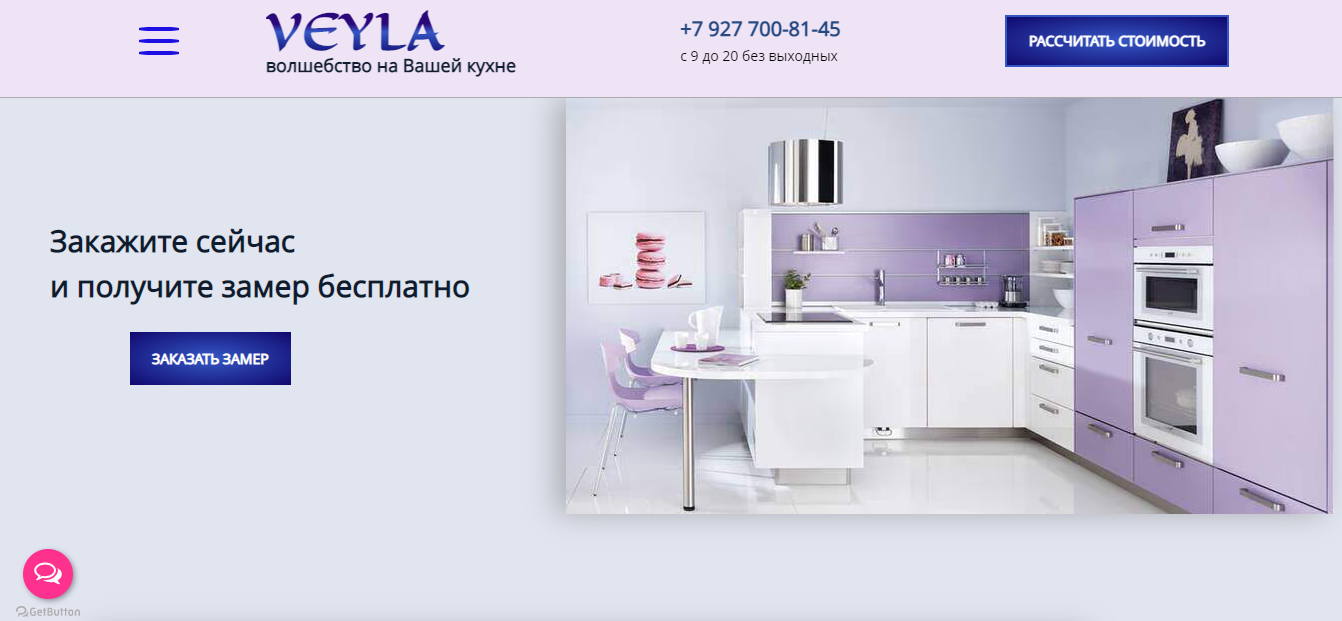 VEYLA
волшебство на Вашей кухне
+7 927 700-81-45
с 9 до 20 без выходных
РАССЧИТАТЬ СТОИМОСТЬ
Закажите сейчас
и получите замер бесплатно
ЗАКАЗАТЬ ЗАМЕР
GetButton